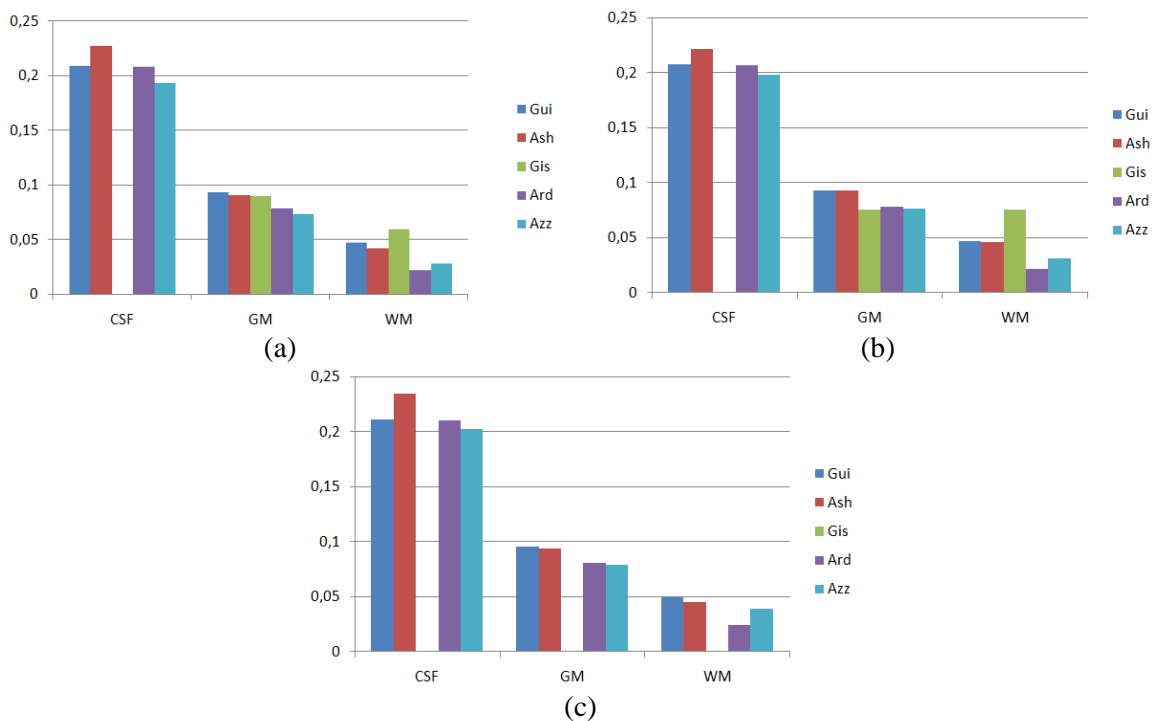 0,25
0,2
0,15
0,1
0,05
0
CSF GM WM
Gui
Ash
Gis
Ard
Azz
(a)
0,25
0,2
0,15
0,1
0,05
0
CSF GM WM
Gui
Ash
Gis
Ard
Azz
(b)
0,25
0,2
0,15
0,1
0,05
0
CSF GM WM
Gui
Ash
Gis
Ard
Azz
(c)